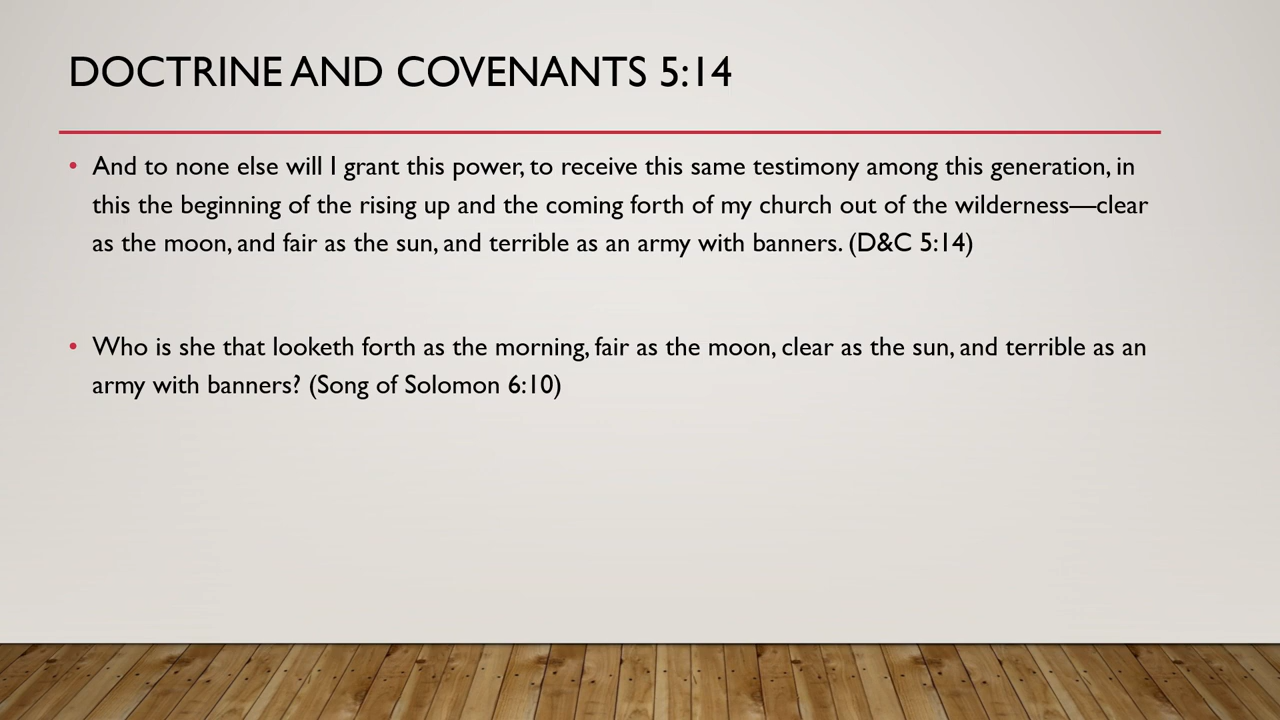 DOCTRINE AND COVENANTS 5:14
• And to none else will I grant this power, to receive this same testimony among this generation, in
this the beginning of the rising up and the coming forth of my church out of the wilderness—clear
as the moon, and fair as the sun, and terrible as an army with banners. (D&C 5:14)
• Who is she that looketh forth as the morning, fair as the moon, clear as the sun, and terrible as an
army with banners? (Song of Solomon 6:10)